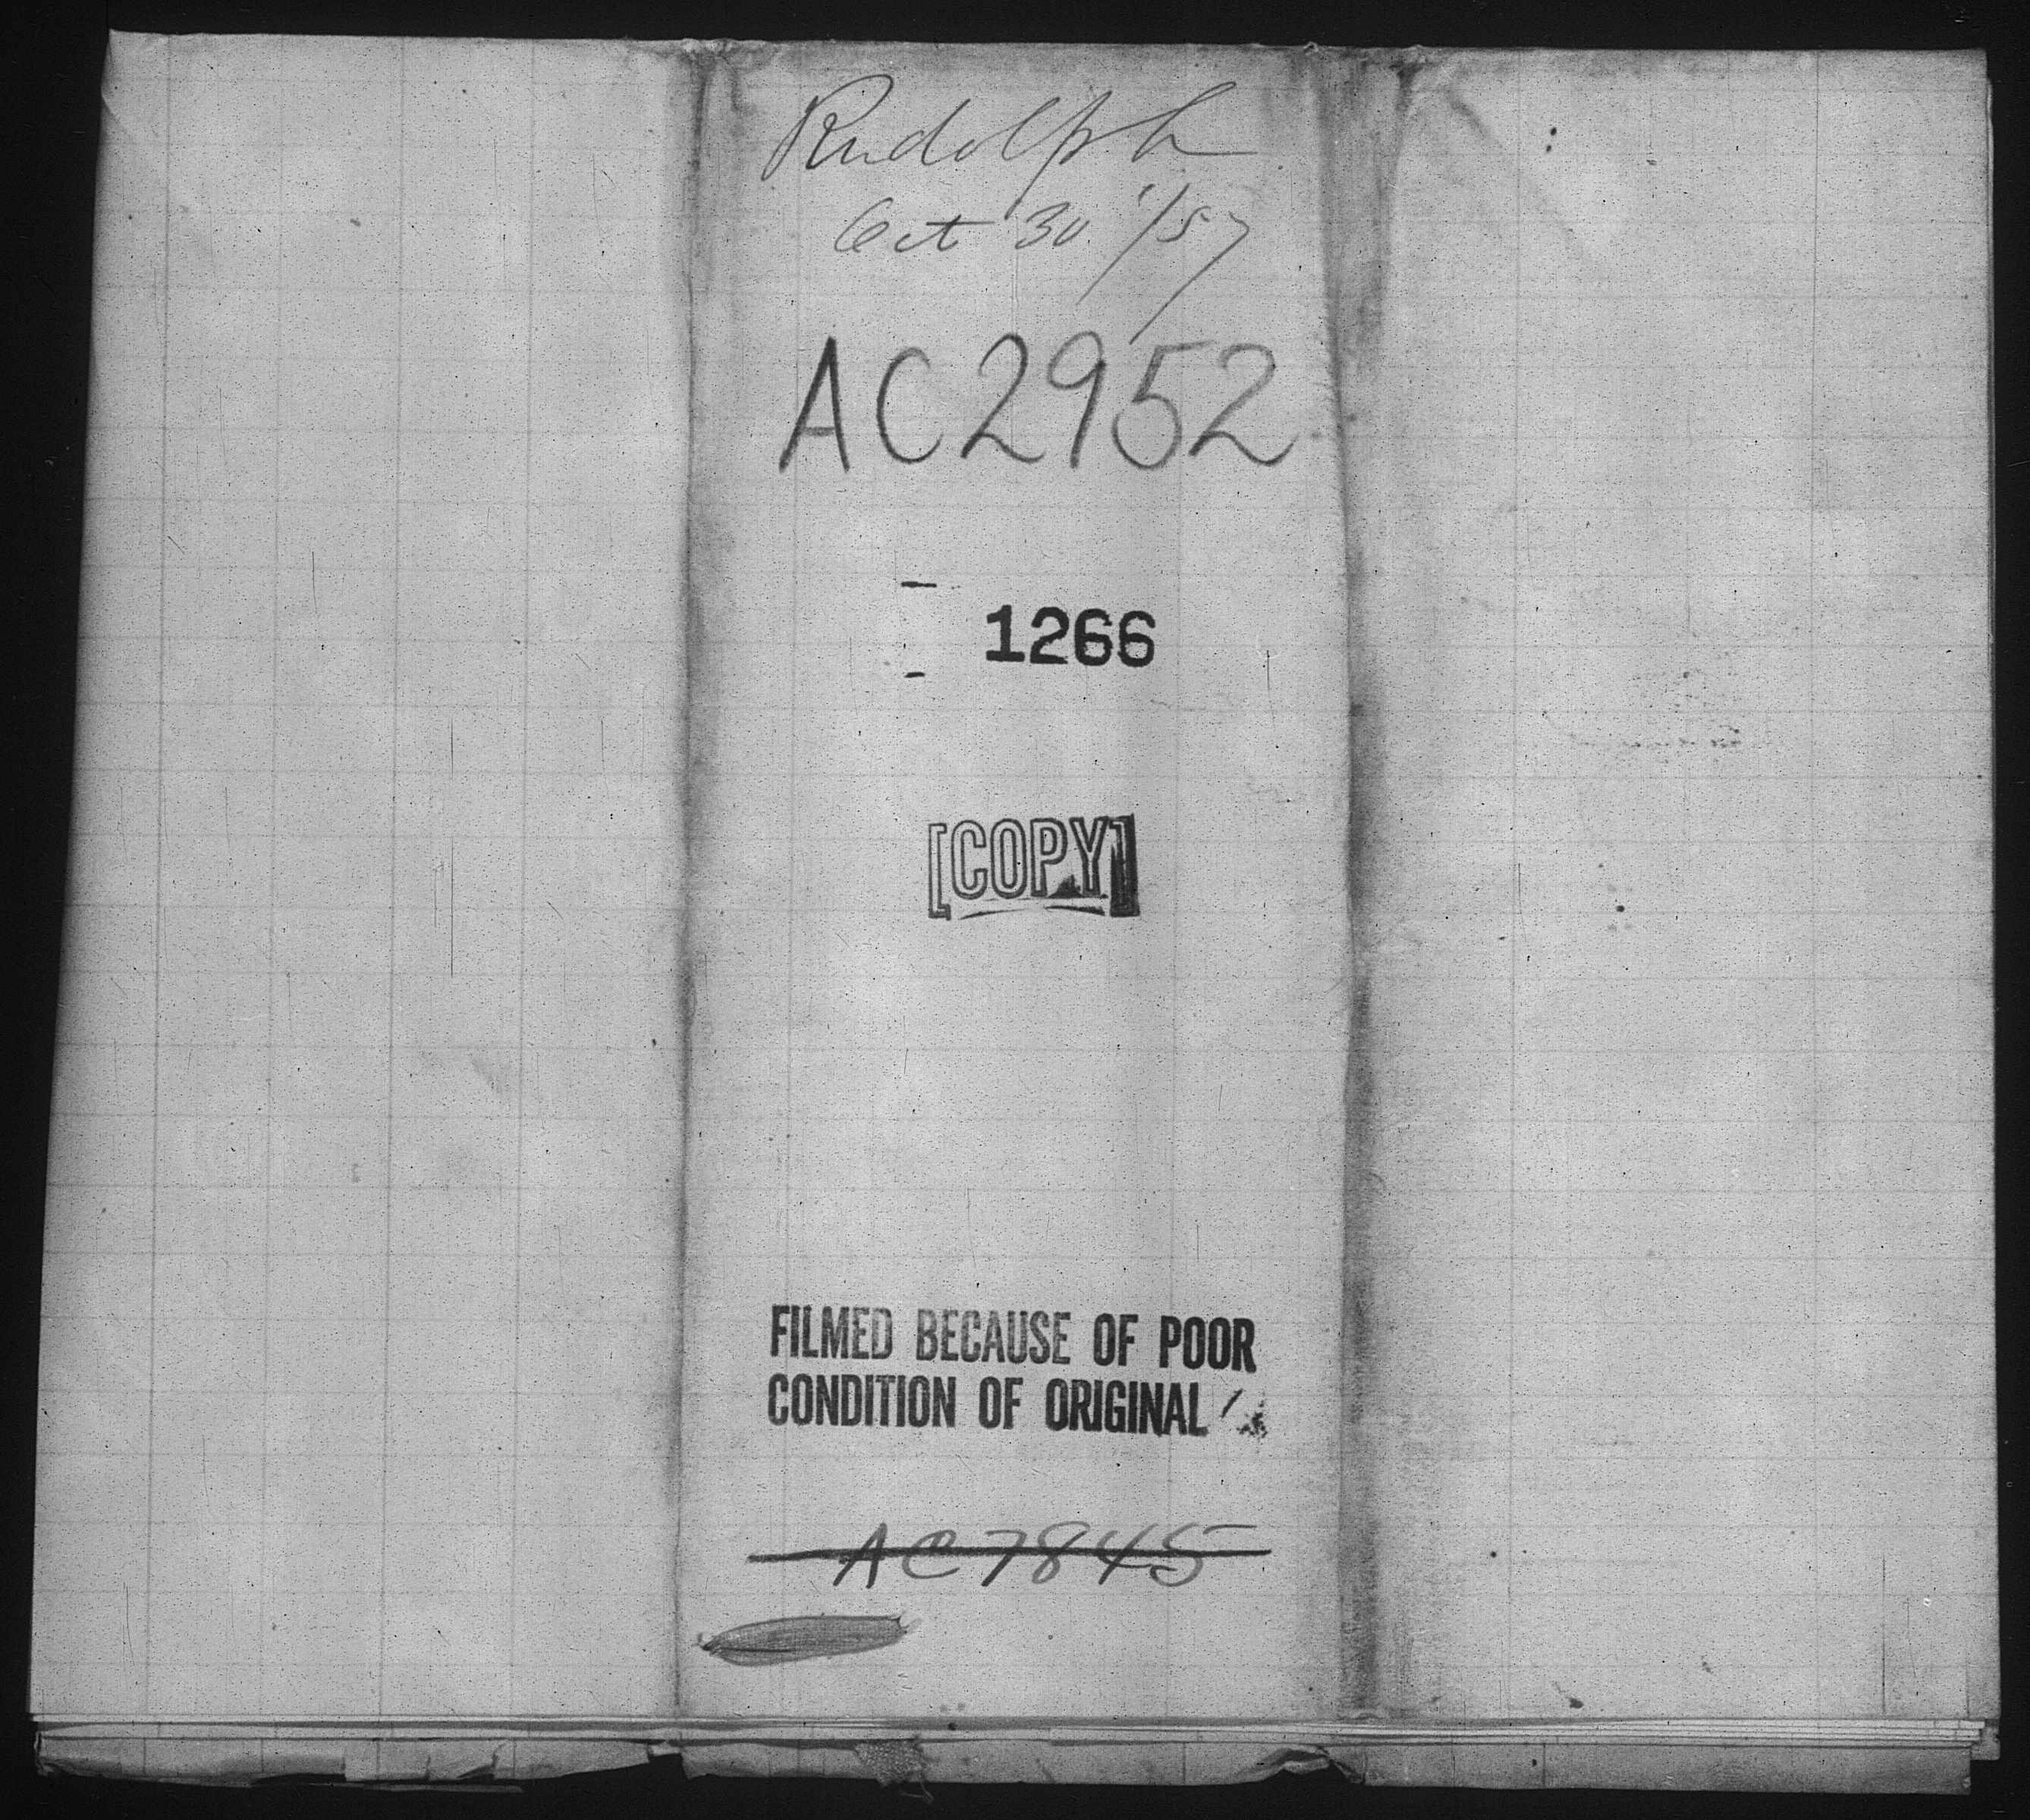 Rudolph
Oct 30 '/57
AC2952
1266
[COPY]
FILMED BECAUSE OF POOR
CONDITION OF ORIGINAL
AC7845